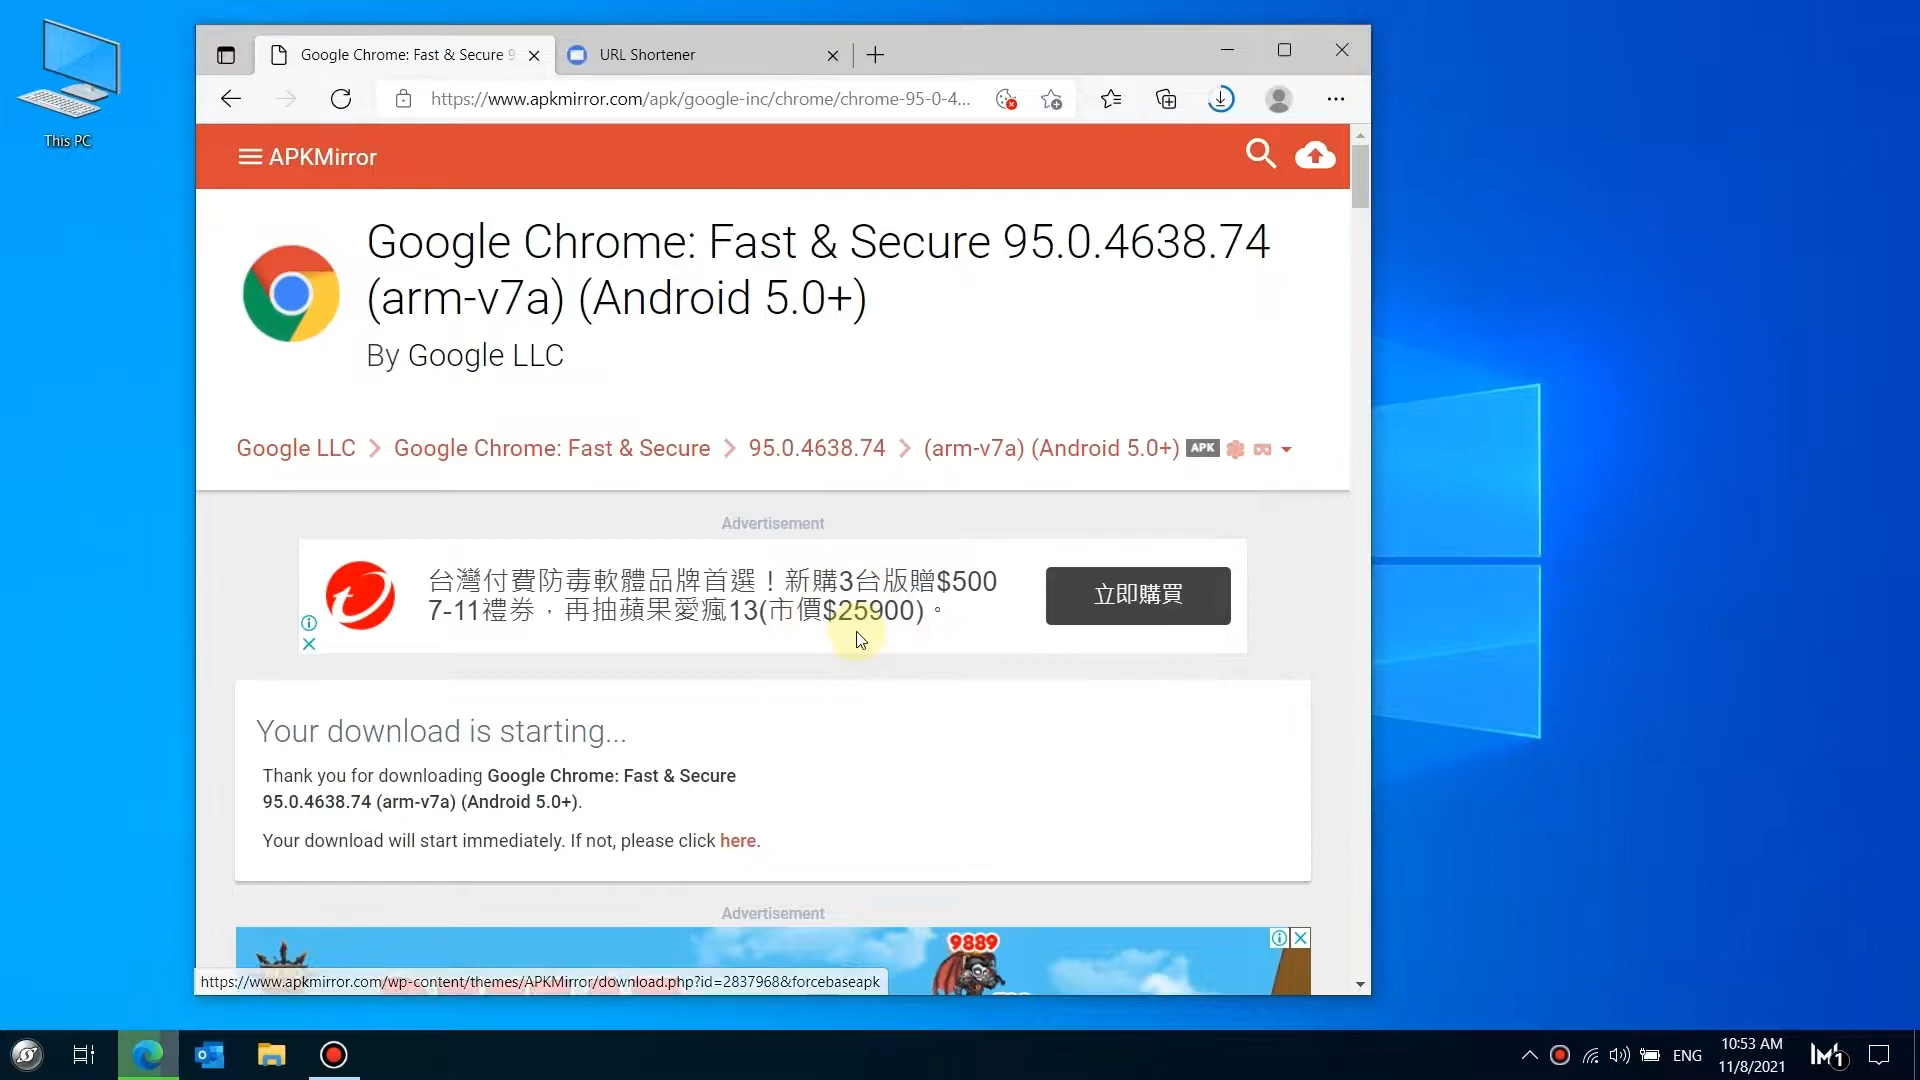 This PC
Google Chrome: Fast & Secure 9
URL Shortener
https://www.apkmirror.com/apk/google-inc/chrome/chrome-95-0-4...
APKMirror
Google Chrome: Fast & Secure 95.0.4638.74
(arm-v7a) (Android 5.0+)
By Google LLC
Google LLC
Google Chrome: Fast & Secure
95.0.4638.74
(arm-v7a) (Android 5.0+)
APK
Advertisement
台灣付費防毒軟體品牌首選！新購3台版贈$500
7-11禮券，再抽蘋果愛瘋13(市價$25900)。
立即購買
Your download is starting...
Thank you for downloading Google Chrome: Fast & Secure
95.0.4638.74 (arm-v7a) (Android 5.0+).
Your download will start immediately. If not, please click here.
Advertisement
9889
https://www.apkmirror.com/wp-content/themes/APKMirror/download.php?id=2837968&forcebaseapk
ENG
10:53 AM
11/8/2021
1